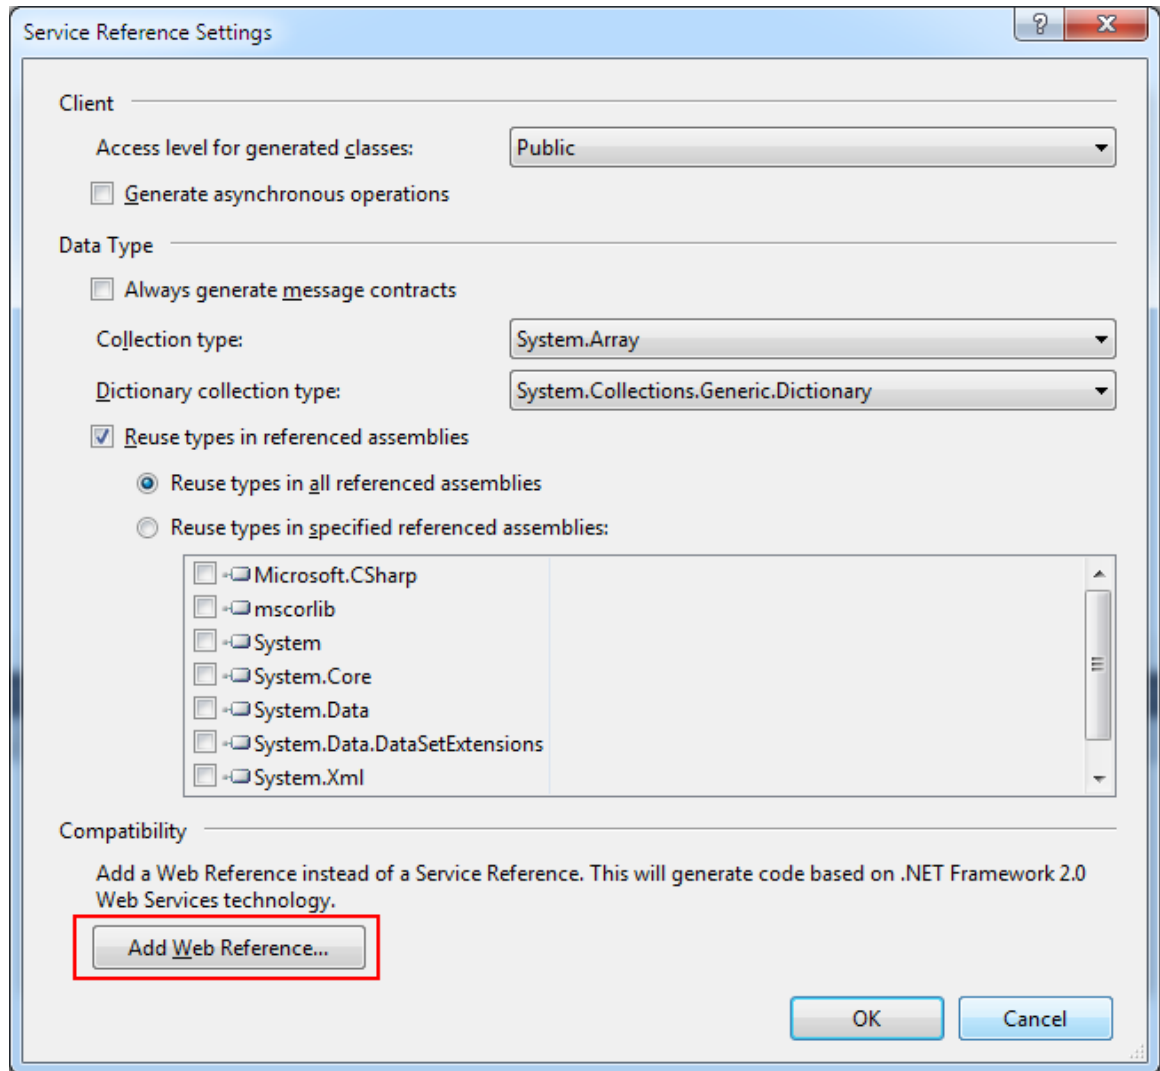 Service Reference Settings
Client
Access level for generated classes:
Public
Generate asynchronous operations
Data Type
Always generate message contracts
Collection type:
System.Array
Dictionary collection type:
System.Collections.Generic.Dictionary
Reuse types in referenced assemblies
Reuse types in all referenced assemblies
Reuse types in specified referenced assemblies:
Microsoft.CSharp
mscorlib
System
System.Core
System.Data
System.Data.DataSetExtensions
System.Xml
Compatibility
Add a Web Reference instead of a Service Reference. This will generate code based on .NET Framework 2.0
Web Services technology.
Add Web Reference...
OK
Cancel